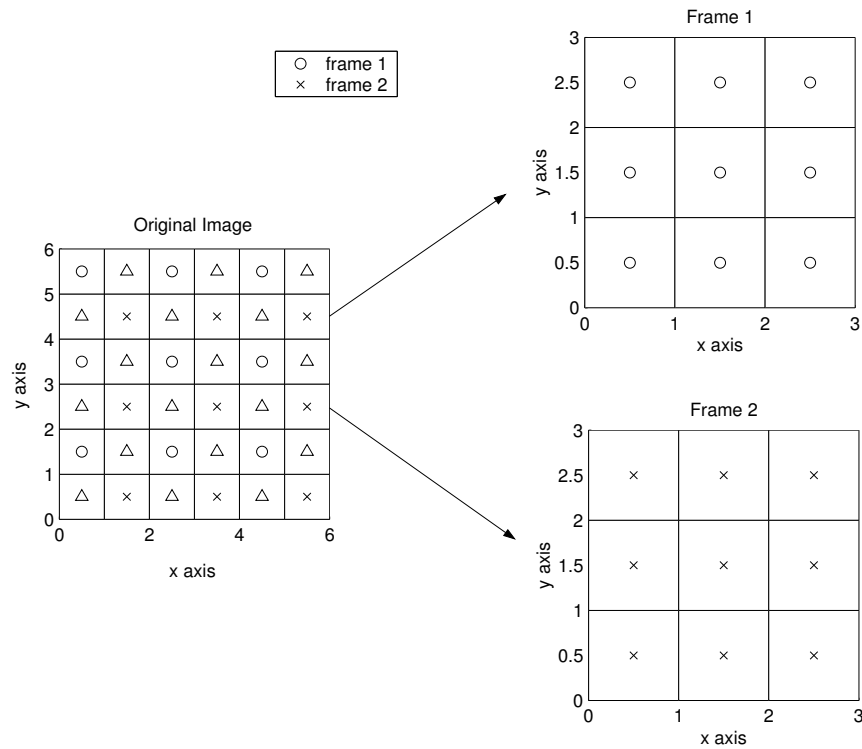 Frame 1
frame 1
frame 2
3
2.5
2
1.5
1
0.5
0
y axis
0 1 2 3
x axis
Original Image
6
5
4
3
2
1
0
y axis
0 2 4 6
x axis
Frame 2
3
2.5
2
1.5
1
0.5
0
y axis
0 1 2 3
x axis